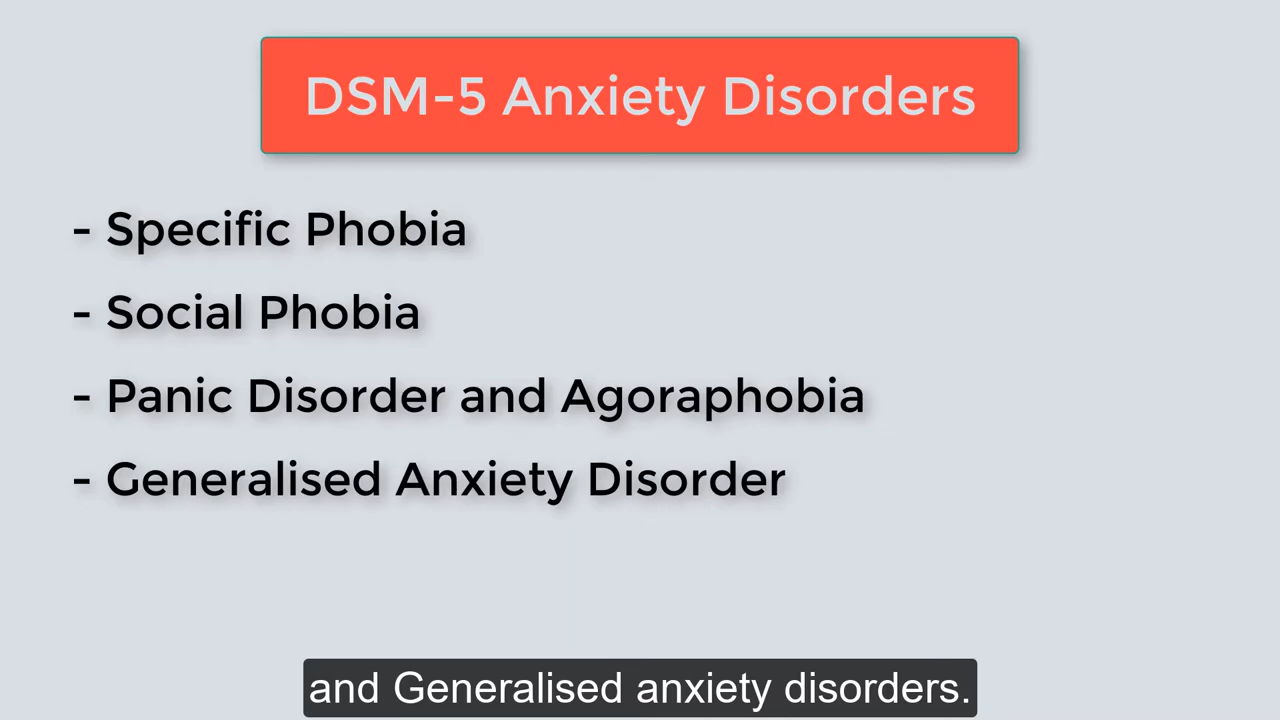 DSM-5 Anxiety Disorders
- Specific Phobia
- Social Phobia
- Panic Disorder and Agoraphobia
- Generalised Anxiety Disorder
and Generalised anxiety disorders.